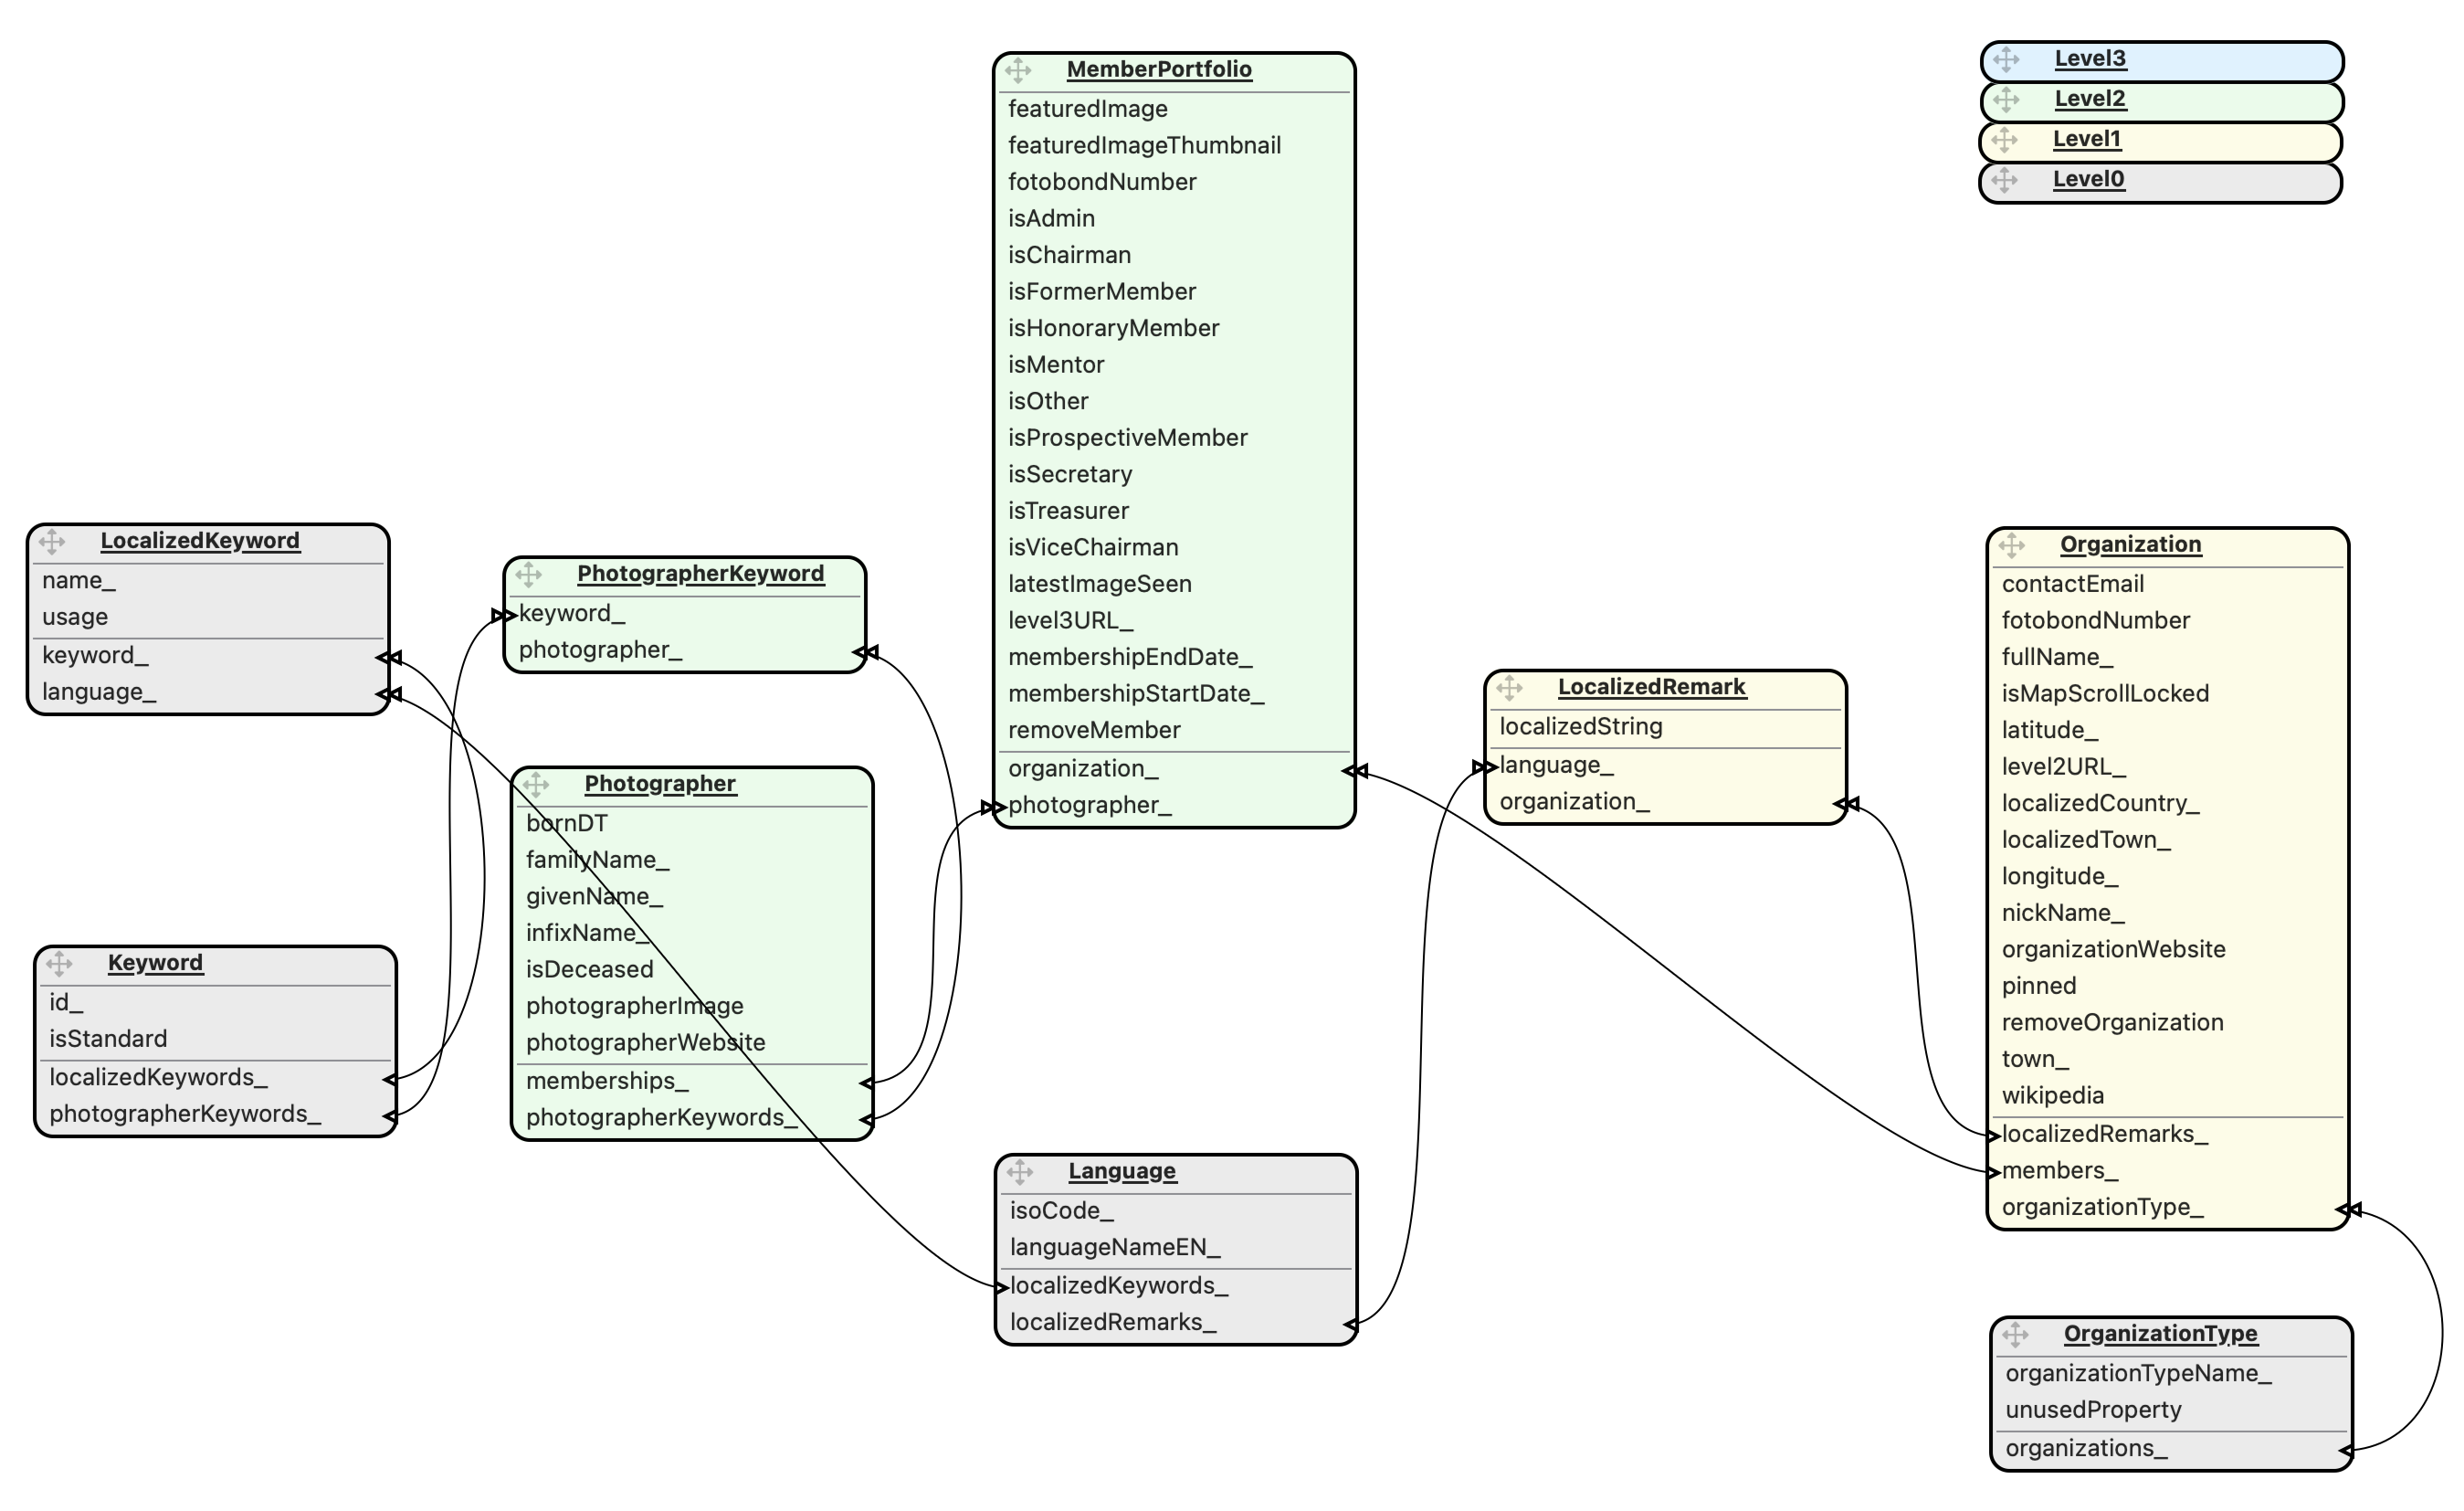 MemberPortfolio
featuredImage
featuredImageThumbnail
fotobondNumber
isAdmin
isChairman
isFormerMember
isHonoraryMember
isMentor
isOther
isProspectiveMember
isSecretary
isTreasurer
isViceChairman
latestImageSeen
level3URL_
membershipEndDate_
membershipStartDate_
removeMember
organization_
photographer_
Level3
Level2
Level1
Level0
LocalizedKeyword
name_
usage
keyword_
language_
PhotographerKeyword
keyword_
photographer_
Photographer
bornDT
familyName_
givenName_
infixName_
isDeceased
photographerImage
photographerWebsite
memberships_
photographerKeywords_
Keyword
id_
isStandard
localizedKeywords_
photographerKeywords_
Language
isoCode_
languageNameEN_
localizedKeywords_
localizedRemarks_
LocalizedRemark
localizedString
language_
organization_
Organization
contactEmail
fotobondNumber
fullName_
isMapScrollLocked
latitude_
level2URL_
localizedCountry_
localizedTown_
longitude_
nickName_
organizationWebsite
pinned
removeOrganization
town_
wikipedia
localizedRemarks_
members_
organizationType_
OrganizationType
organizationTypeName_
unusedProperty
organizations_